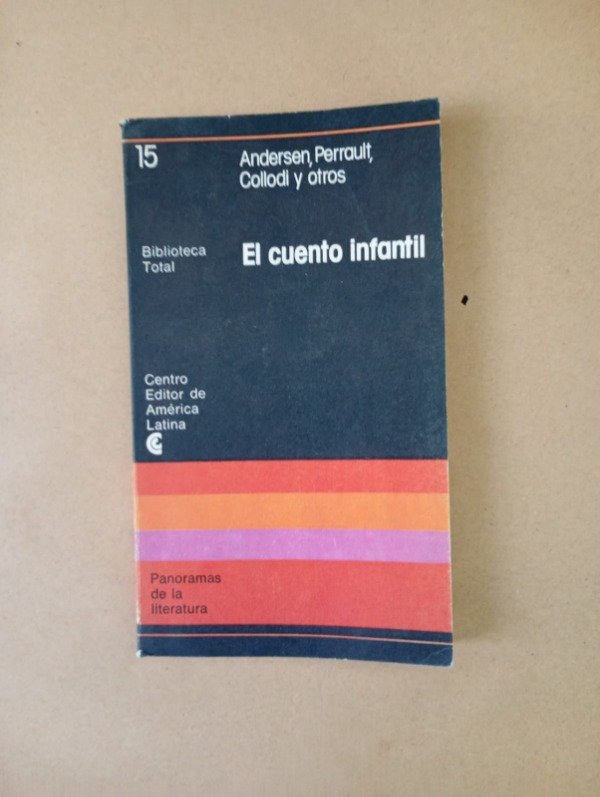 15
Andersen, Perrault,
Collodi y otros
Biblioteca
Total
El cuento infantil
Centro
Editor de
América
Latina
Panoramas
de la
literatura